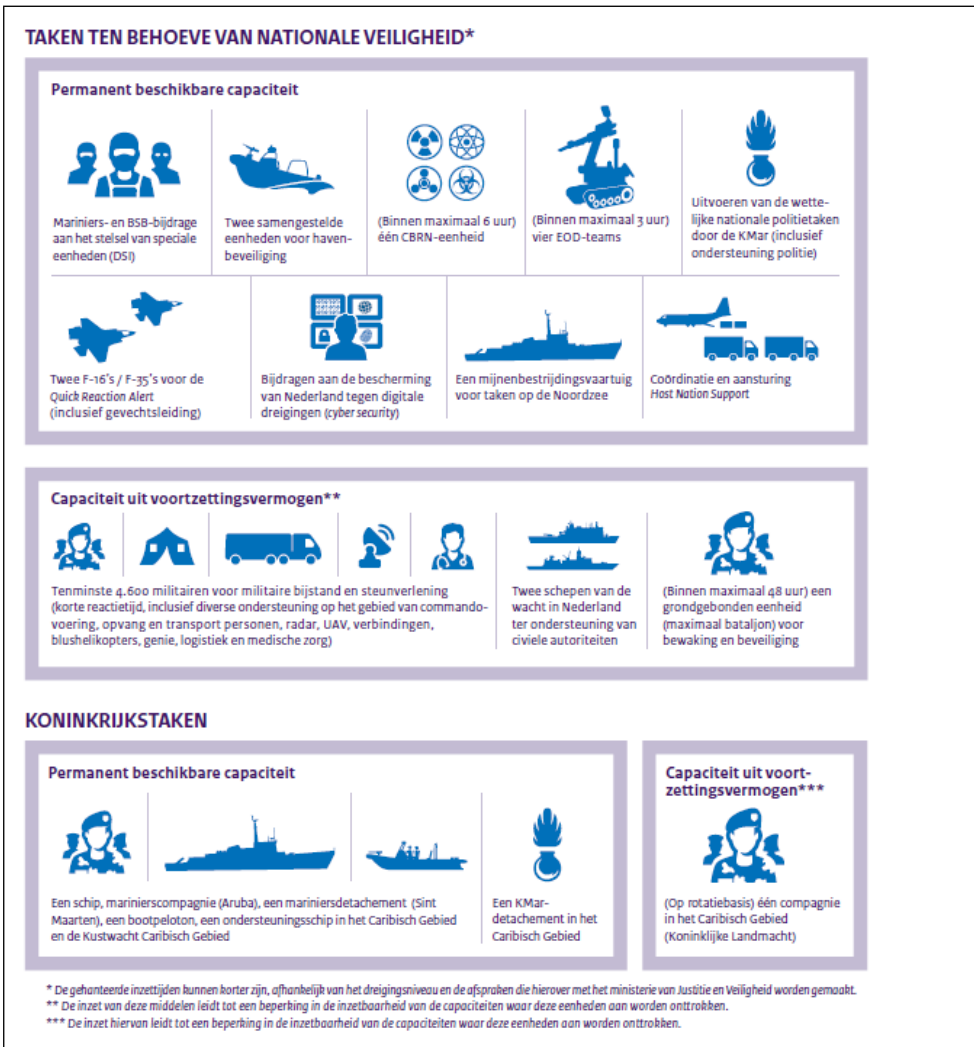 TAKEN TEN BEHOEVE VAN NATIONALE VEILIGHEID*
Permanent beschikbare capaciteit
Mariniers- en BSB-bijdrage
aan het stelsel van speciale
eenheden (DSI)
Twee samengestelde
eenheden voor haven-
beveiliging
(Binnen maximaal 6 uur)
één CBRN-eenheid
(Binnen maximaal 3 uur)
vier EOD-teams
Uitvoeren van de wette-
lijke nationale politietaken
door de KMar (inclusief
ondersteuning politie)
Twee F-16's / F-35's voor de
Quick Reaction Alert
(inclusief gevechtsleiding)
Bijdragen aan de bescherming
van Nederland tegen digitale
dreigingen (cyber security)
Een mijnenbestrijdingsvaartuig
voor taken op de Noordzee
Coördinatie en aansturing
Host Nation Support
Capaciteit uit voortzettingsvermogen**
Tenminste 4.600 militairen voor militaire bijstand en steunverlening
(korte reactietijd, inclusief diverse ondersteuning op het gebied van commando-
voering, opvang en transport personen, radar, UAV, verbindingen,
blushelikopters, genie, logistiek en medische zorg)
Twee schepen van de
wacht in Nederland
ter ondersteuning van
civiele autoriteiten
(Binnen maximaal 48 uur) een
grondgebonden eenheid
(maximaal bataljon) voor
bewaking en beveiliging
KONINKRIJKSTAKEN
Permanent beschikbare capaciteit
Een schip, marinierscompagnie (Aruba), een mariniersdetachement (Sint
Maarten), een bootpeloton, een ondersteuningsschip in het Caribisch Gebied
en de Kustwacht Caribisch Gebied
Een KMar-
detachement in het
Caribisch Gebied
Capaciteit uit voort-
zettingsvermogen***
(Op rotatiebasis) één compagnie
in het Caribisch Gebied
(Koninklijke Landmacht)
* De gehanteerde inzettijden kunnen korter zijn, afhankelijk van het dreigingsniveau en de afspraken die hierover met het ministerie van Justitie en Veiligheid worden gemaakt.
** De inzet van deze middelen leidt tot een beperking in de inzetbaarheid van de capaciteiten waar deze eenheden aan worden onttrokken.
*** De inzet hiervan leidt tot een beperking in de inzetbaarheid van de capaciteiten waar deze eenheden aan worden onttrokken.